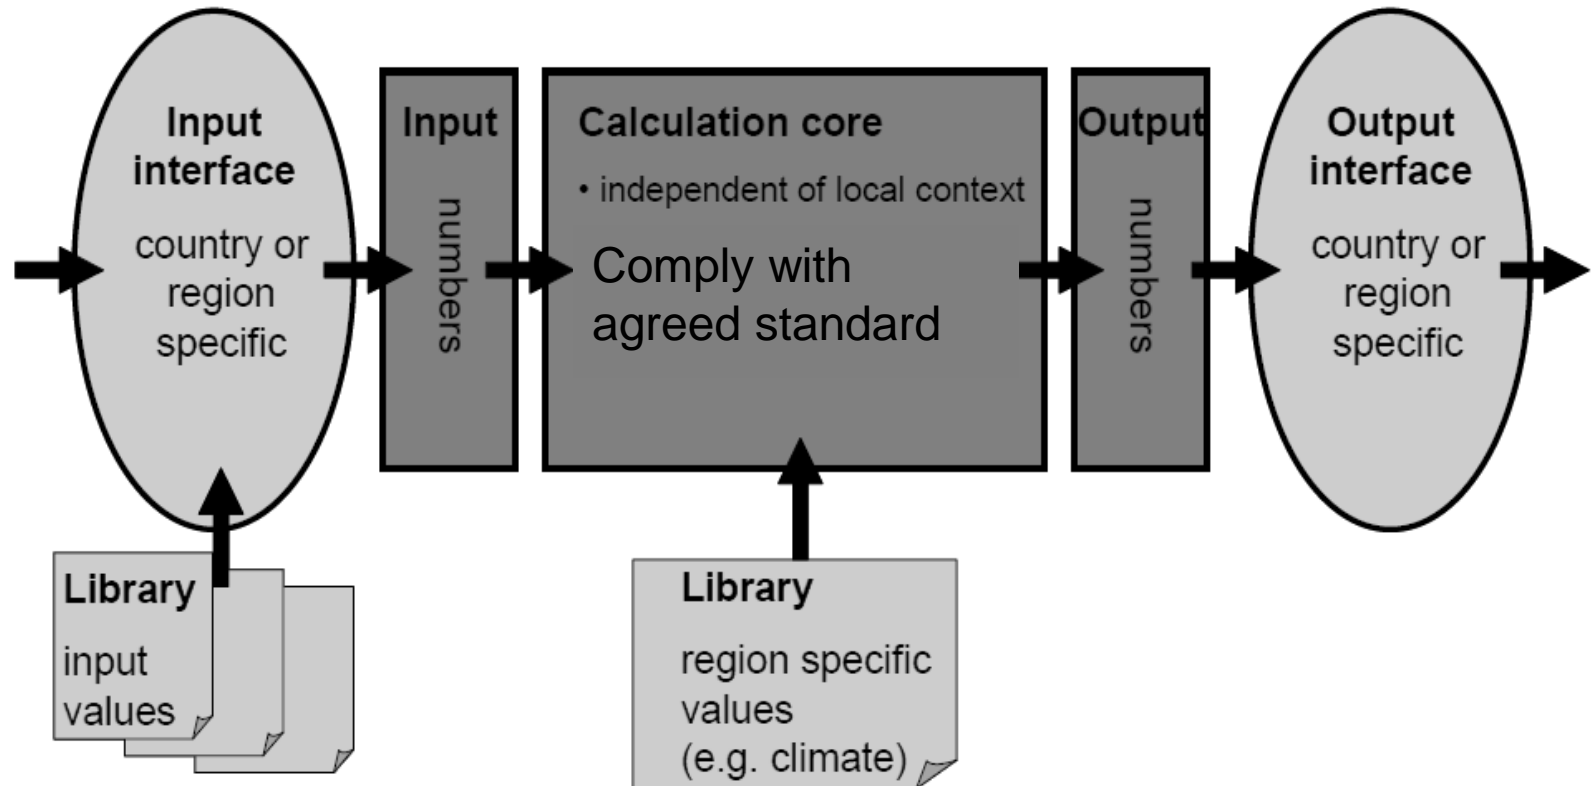 Input
interface
country or
region
specific
Input
numbers
Calculation core
• independent of local context
Comply with
agreed standard
Output
numbers
Output
interface
country or
region
specific
Library
input
values
Library
region specific
values
(e.g. climate)